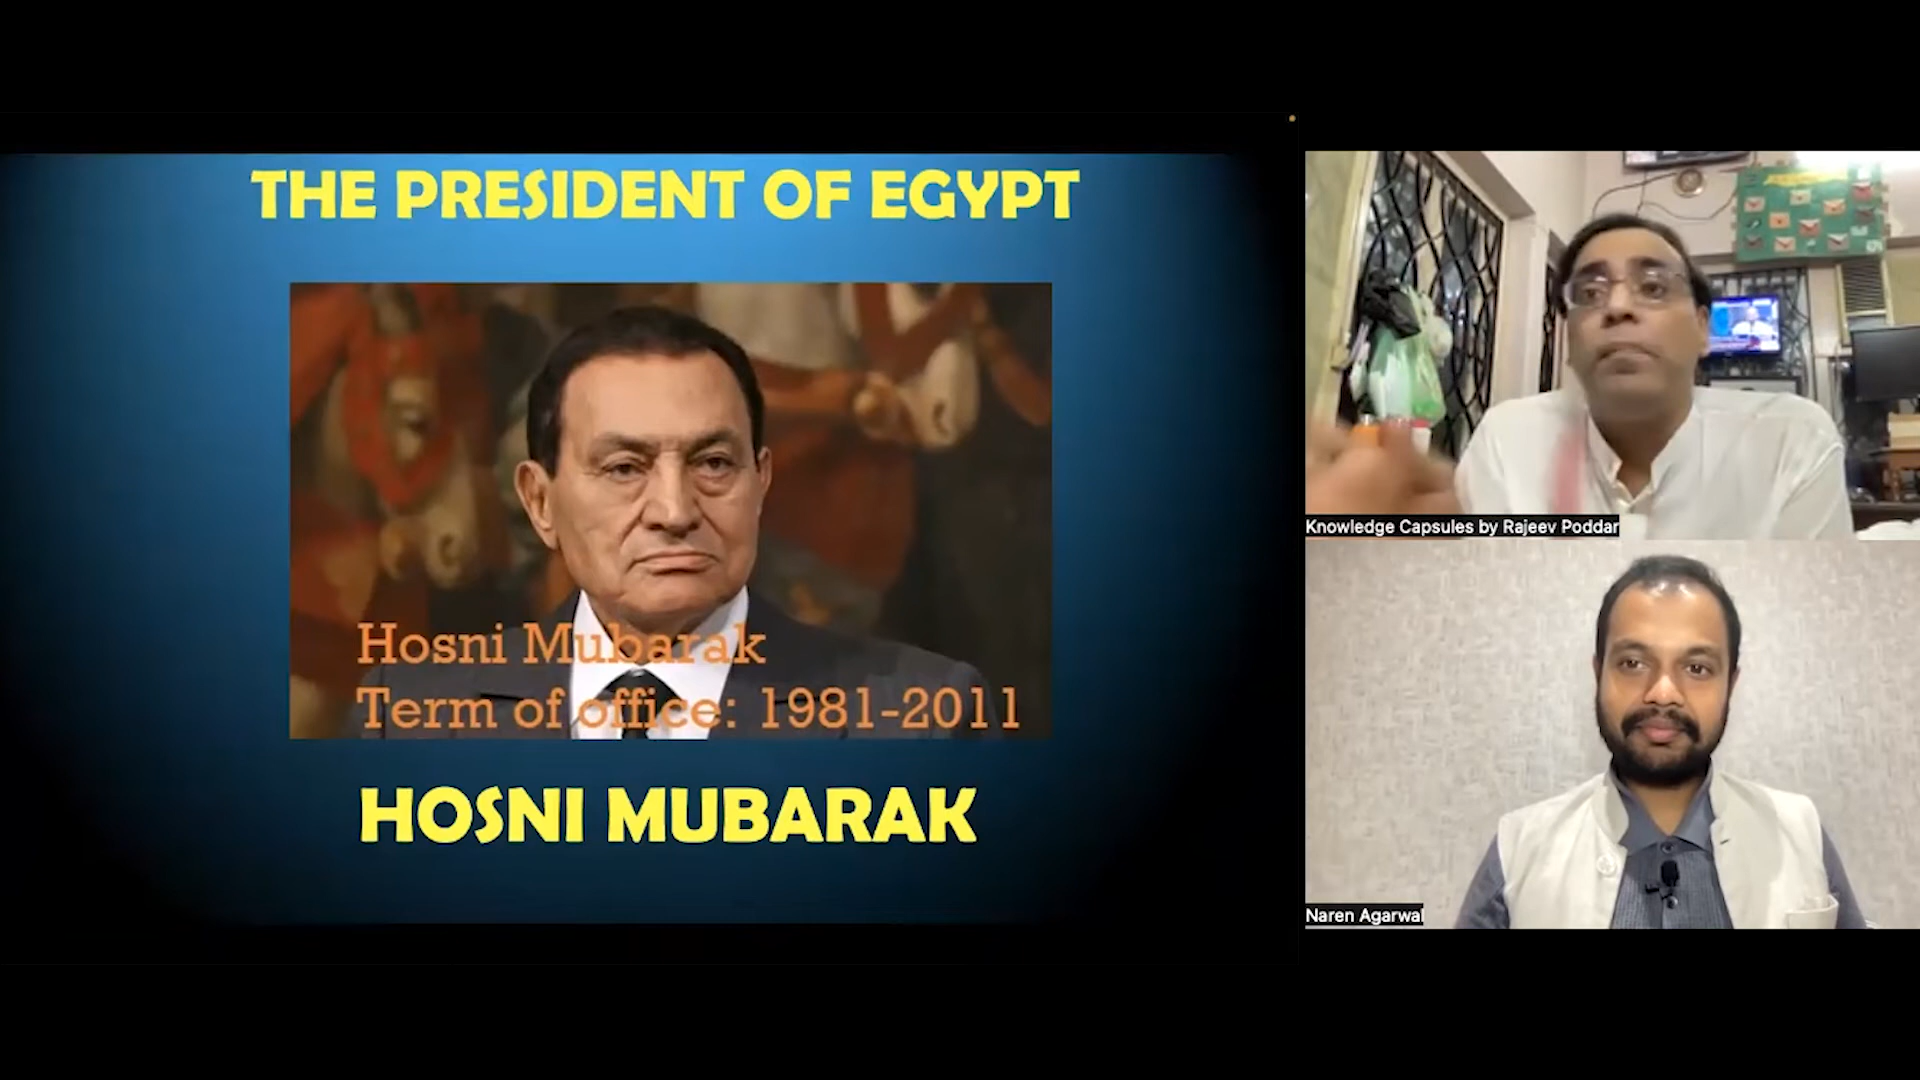 THE PRESIDENT OF EGYPT
Hosni Mubarak
Term of office: 1981-2011
HOSNI MUBARAK
Knowledge Capsules by Rajeev Poddar
Naren Agarwal